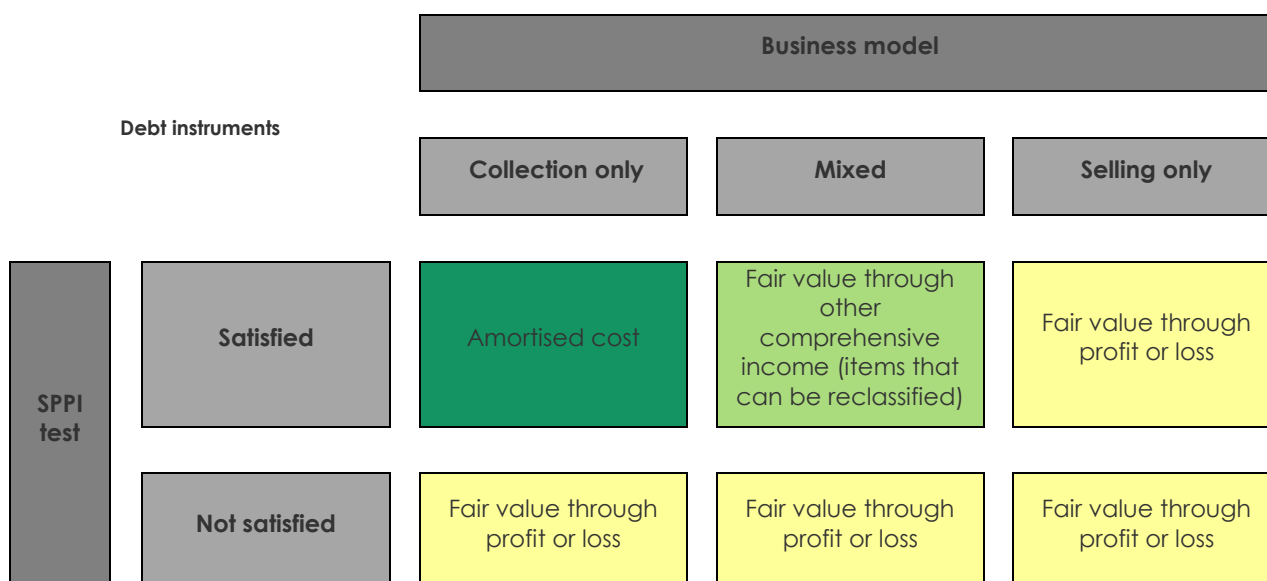 Business model
Debt instruments
Collection only
Mixed
Selling only
SPPI
test
Satisfied
Amortised cost
Fair value through
other
comprehensive
income (items that
can be reclassified)
Fair value through
profit or loss
Not satisfied
Fair value through
profit or loss
Fair value through
profit or loss
Fair value through
profit or loss